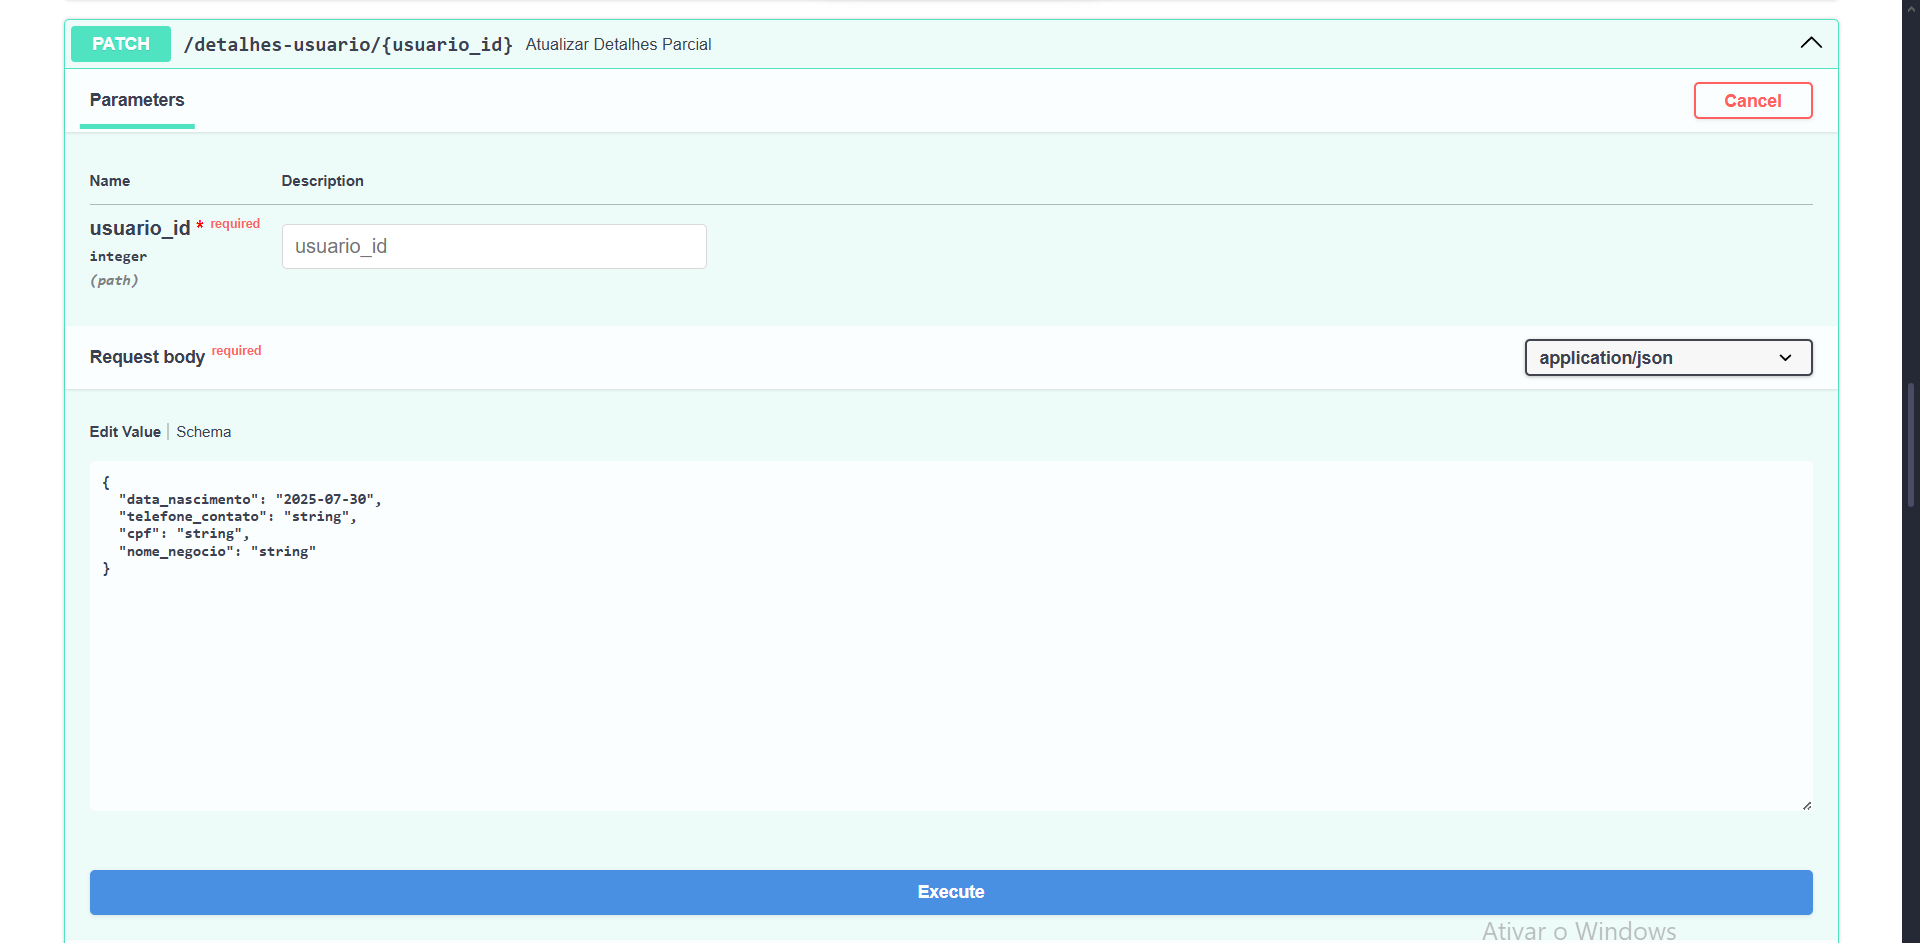 PATCH /detalhes-usuario/{usuario_id} Atualizar Detalhes Parcial
Parameters
Cancel
Name Description
usuario_id * required
integer
(path)
usuario_id
Request body required
application/json
Edit Value | Schema
{
  "data_nascimento": "2025-07-30",
  "telefone_contato": "string",
  "cpf": "string",
  "nome_negocio": "string"
}
Execute
Ativar o Windows